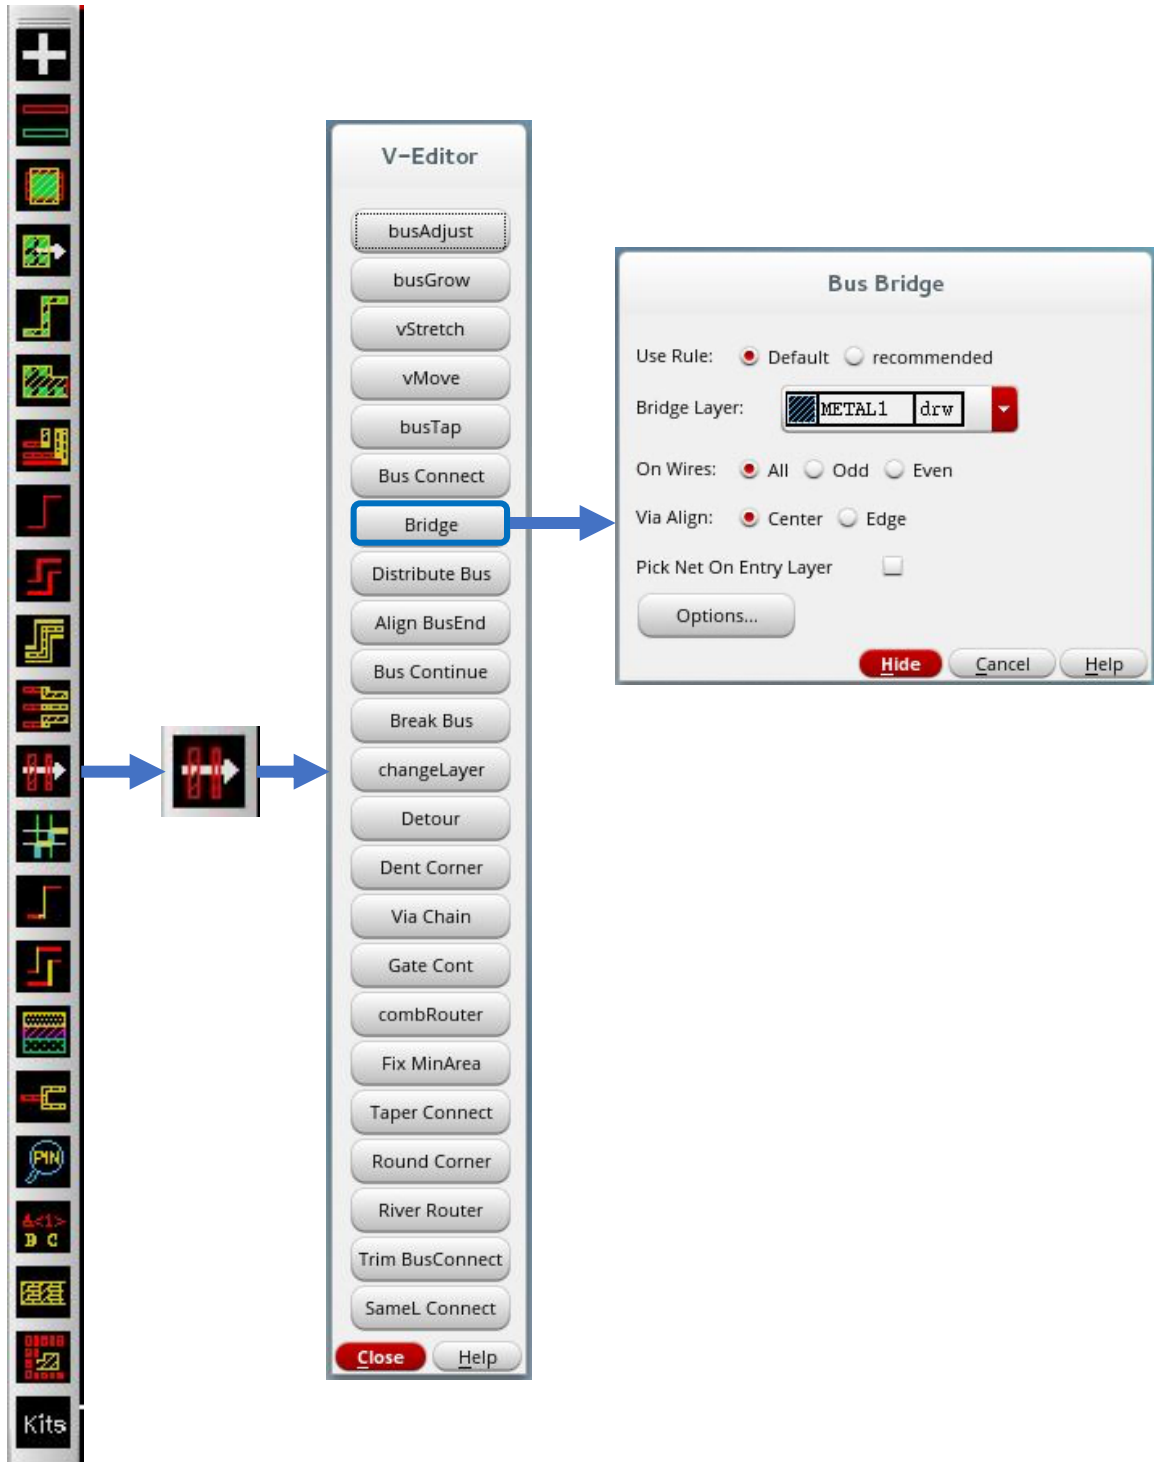 PIN
A<1>
B C
Kits
V-Editor
busAdjust
busGrow
vStretch
vMove
busTap
Bus Connect
Bridge
Distribute Bus
Align BusEnd
Bus Continue
Break Bus
changeLayer
Detour
Dent Corner
Via Chain
Gate Cont
combRouter
Fix MinArea
Taper Connect
Round Corner
River Router
Trim BusConnect
SameL Connect
Close Help
Bus Bridge
Use Rule: Default recommended
Bridge Layer: METAL1 drw
On Wires: All Odd Even
Via Align: Center Edge
Pick Net On Entry Layer
Options...
Hide Cancel Help